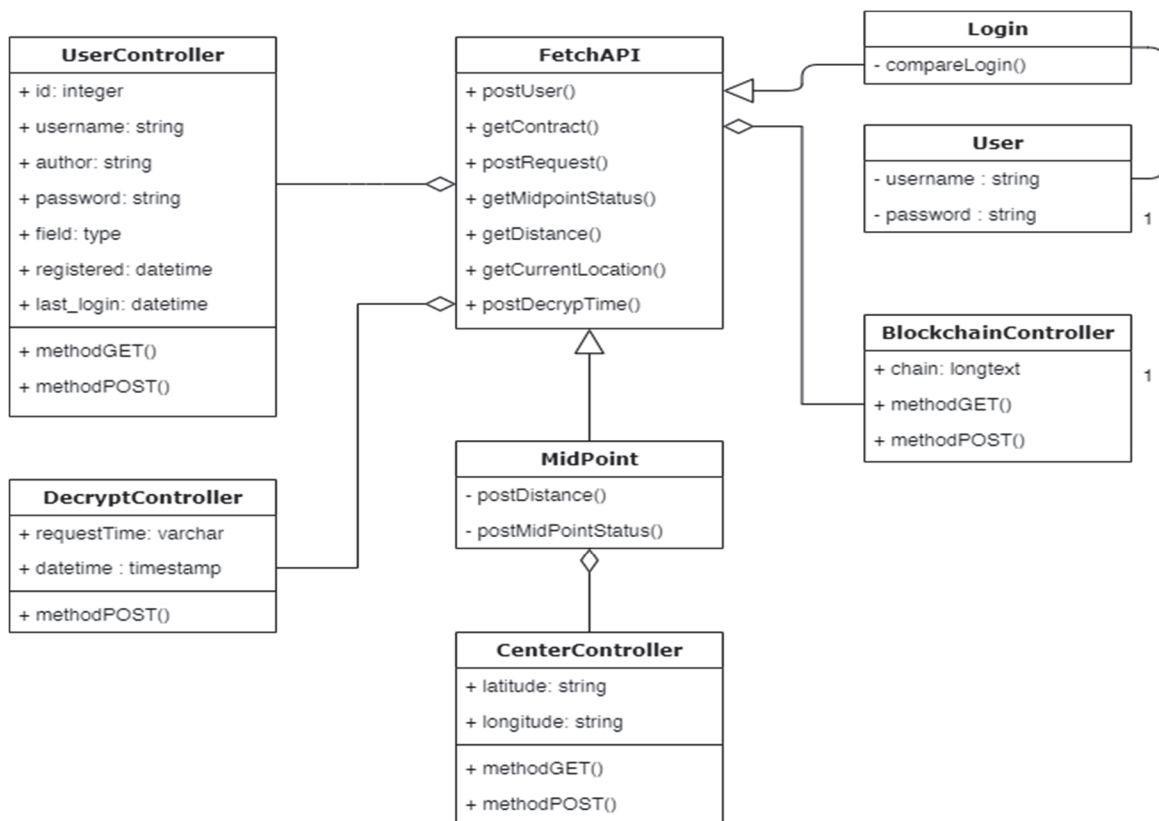 UserController
+ id: integer
+ username: string
+ author: string
+ password: string
+ field: type
+ registered: datetime
+ last_login: datetime
+ methodGET()
+ methodPOST()
FetchAPI
+ postUser()
+ getContract()
+ postRequest()
+ getMidpointStatus()
+ getDistance()
+ getCurrentLocation()
+ postDecrypTime()
Login
- compareLogin()
User
- username : string
- password : string
1
BlockchainController
+ chain: longtext
+ methodGET()
+ methodPOST()
1
DecryptController
+ requestTime: varchar
+ datetime : timestamp
+ methodPOST()
MidPoint
- postDistance()
- postMidPointStatus()
CenterController
+ latitude: string
+ longitude: string
+ methodGET()
+ methodPOST()